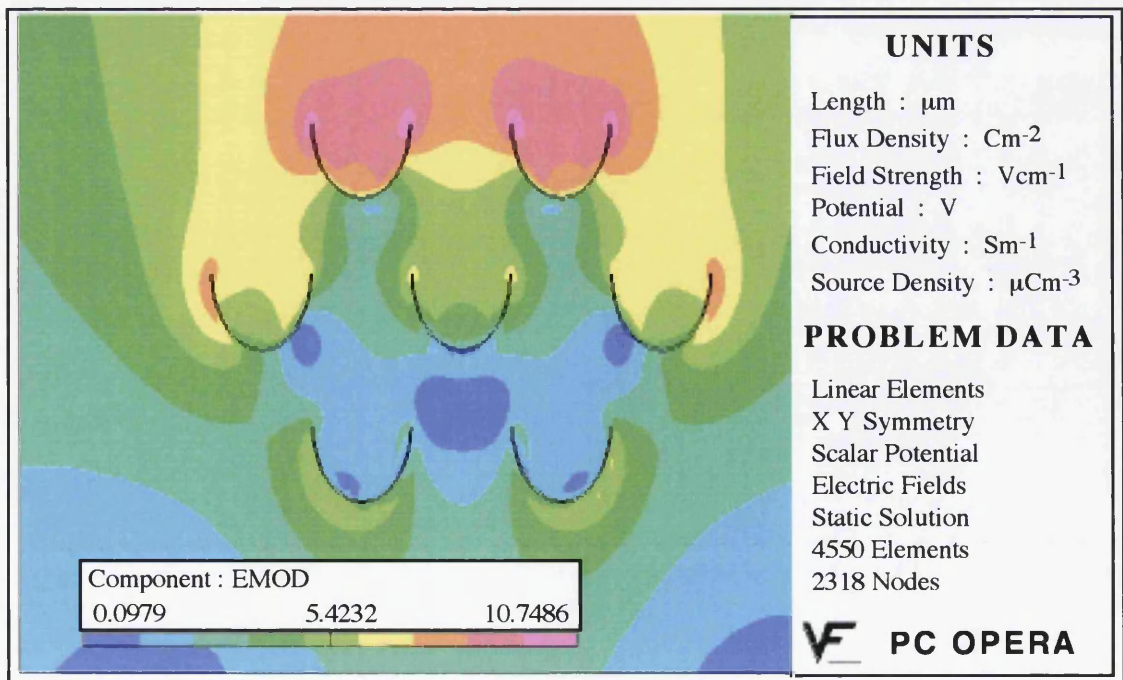 UNITS
Length : μm
Flux Density : Cm-2
Field Strength : Vcm-1
Potential : V
Conductivity : Sm-1
Source Density : μCm-3
PROBLEM DATA
Linear Elements
X Y Symmetry
Scalar Potential
Electric Fields
Static Solution
4550 Elements
2318 Nodes
VF PC OPERA
Component : EMOD
0.0979 5.4232 10.7486